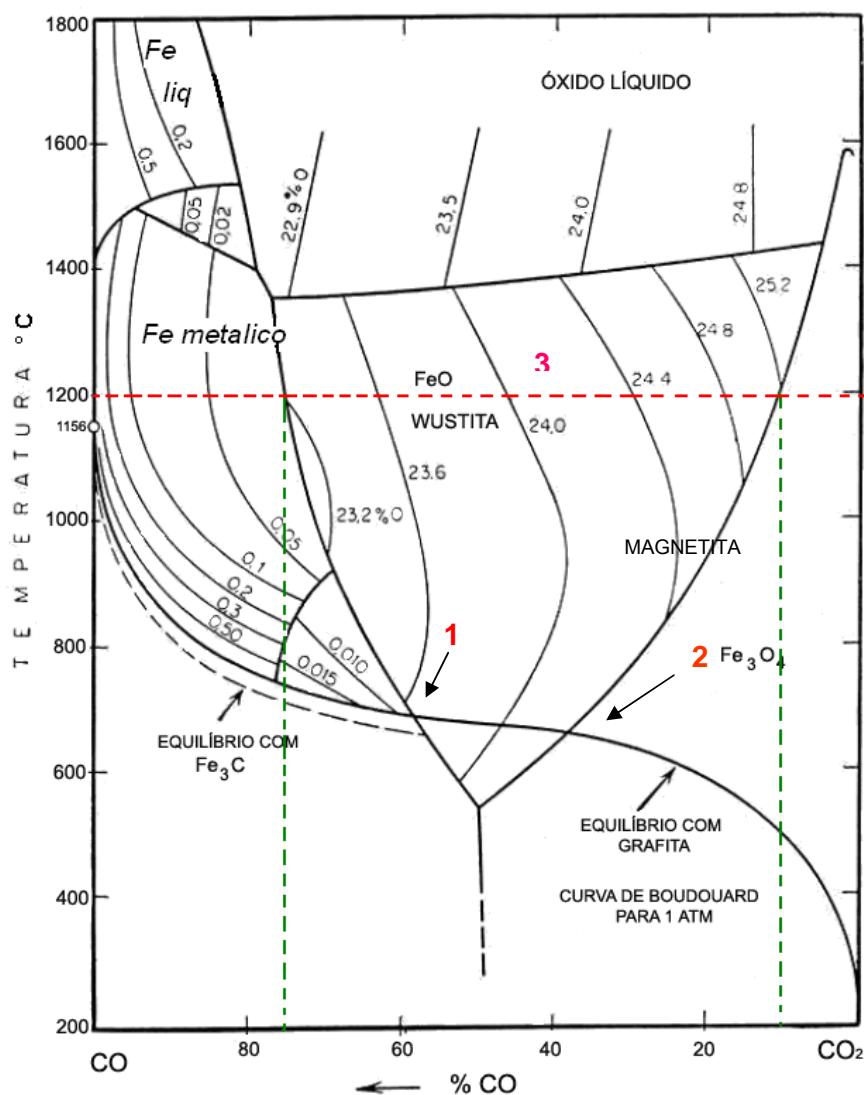 1800
1600
1400
1200
1156
1000
800
600
400
200
TEMPERATURA °C
Fe
liq
ÓXIDO LÍQUIDO
0.5
0.2
0,05
0,02
22.9%O
23,5
24.0
24 8
25.2
24 8
24 4
24,0
23.6
23,2%O
Fe metalico
3
FeO
WUSTITA
MAGNETITA
0,05
0,1
0,2
0,3
0,50
0,010
0,015
1
2 Fe3O4
EQUILÍBRIO COM
Fe3C
EQUILÍBRIO COM
GRAFITA
CURVA DE BOUDOUARD
PARA 1 ATM
CO
80
60
40
20
CO2
% CO